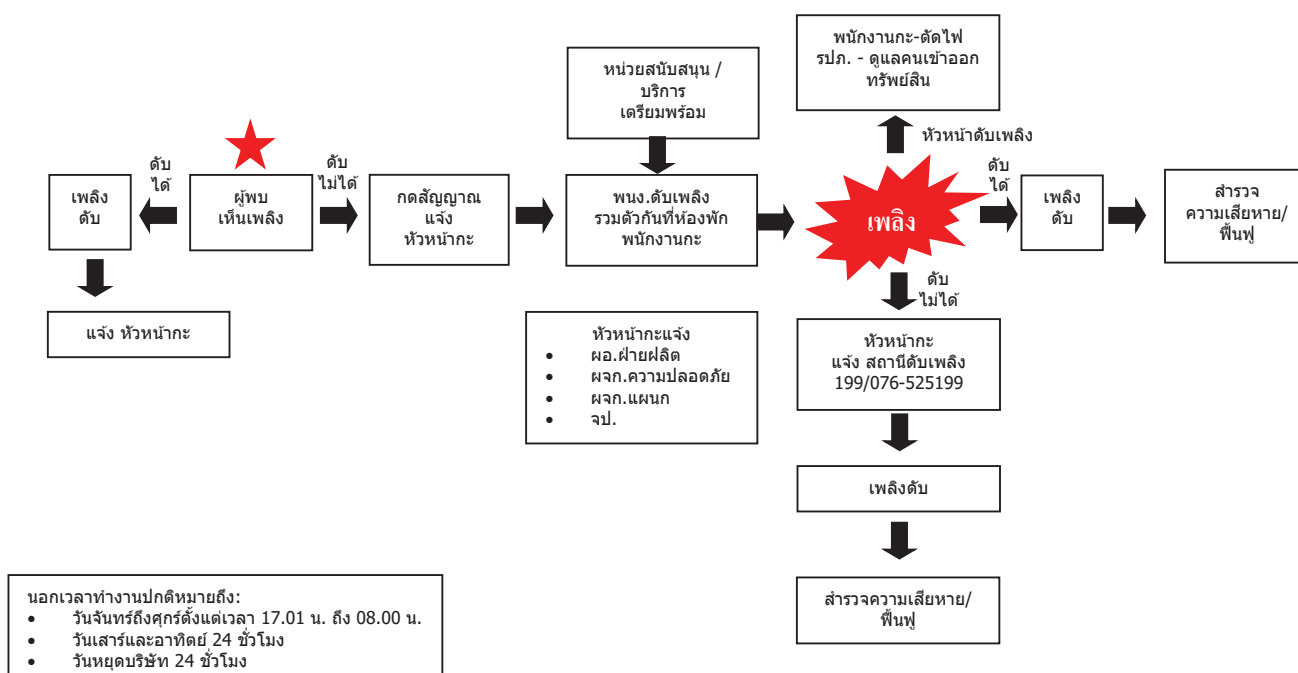 พนักงานกะ-ตัดไฟ
รปภ. - ดูแลคนเข้าออก
ทรัพย์สิน
หน่วยสนับสนุน /
บริการ
เตรียมพร้อม
หัวหน้าดับเพลิง
ดับ
ได้
ดับ
ไม่ได้
ดับ
ได้
เพลิง
ดับ
ผู้พบ
เห็นเพลิง
กดสัญญาณ
แจ้ง
หัวหน้ากะ
พนง.ดับเพลิง
รวมตัวกันที่ห้องพัก
พนักงานกะ
เพลิง
เพลิง
ดับ
สำรวจ
ความเสียหาย/
ฟื้นฟู
ดับ
ไม่ได้
แจ้ง หัวหน้ากะ
หัวหน้ากะแจ้ง
• ผอ.ฝ่ายผลิต
• ผจก.ความปลอดภัย
• ผจก.แผนก
• จป.
หัวหน้ากะ
แจ้ง สถานีดับเพลิง
199/076-525199
เพลิงดับ
สำรวจความเสียหาย/
ฟื้นฟู
นอกเวลาทำงานปกติหมายถึง:
• วันจันทร์ถึงศุกร์ตั้งแต่เวลา 17.01 น. ถึง 08.00 น.
• วันเสาร์และอาทิตย์ 24 ชั่วโมง
• วันหยุดบริษัท 24 ชั่วโมง